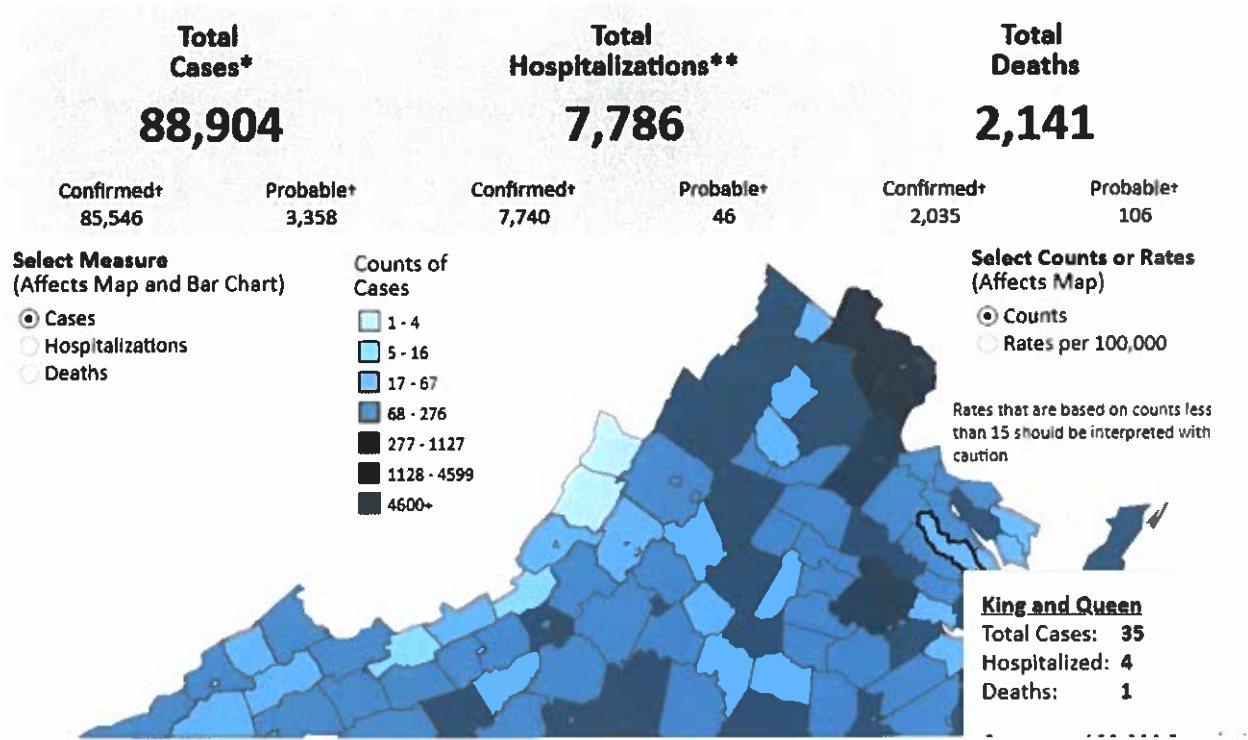 Total
Cases*
88,904
Confirmed† Probable†
85,546 3,358
Total
Hospitalizations**
7,786
Confirmed† Probable†
7,740 46
Total
Deaths
2,141
Confirmed† Probable†
2,035 106
Select Measure
(Affects Map and Bar Chart)
Cases
Hospitalizations
Deaths
Counts of
Cases
1 - 4
5 - 16
17 - 67
68 - 276
277 - 1127
1128 - 4599
4600+
Select Counts or Rates
(Affects Map)
Counts
Rates per 100,000
Rates that are based on counts less
than 15 should be interpreted with
caution
King and Queen
Total Cases: 35
Hospitalized: 4
Deaths: 1